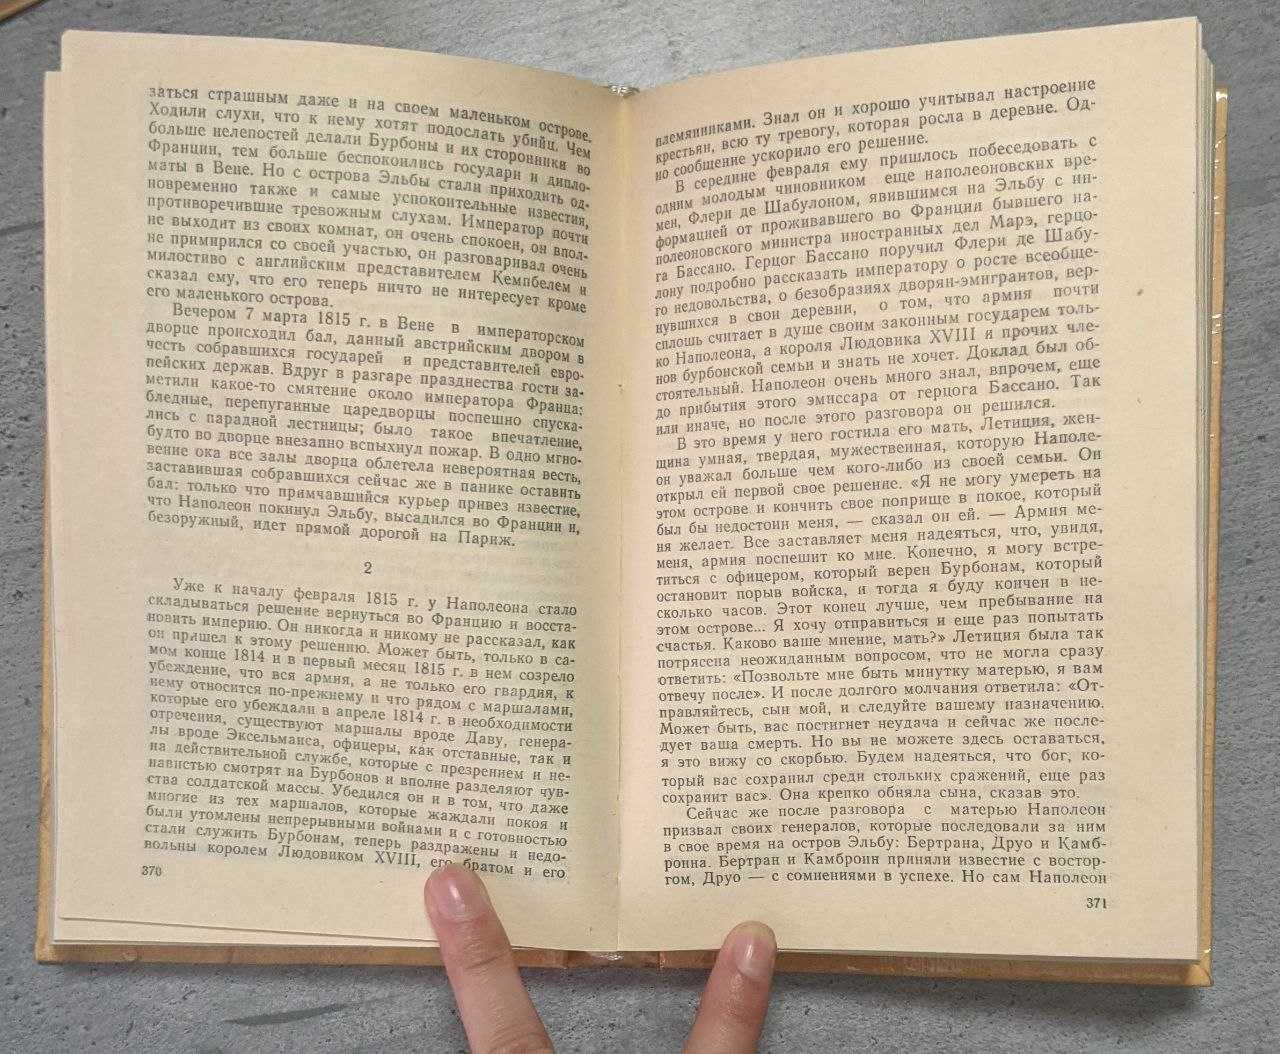 заться страшным даже и на своем маленьком острове.
Ходили слухи, что к нему хотят подослать убийц. Чем
больше нелепостей делали Бурбоны и их сторонники во
Франции, тем больше беспокоились государи и дипло-
маты в Вене. Но с острова Эльбы стали приходить од-
новременно также и самые успокоительные известия,
противоречившие тревожным слухам. Император почти
не выходит из своих комнат, он очень спокоен, он впол-
не примирился со своей участью, он разговаривал очень
милостиво с английским представителем Кемпбелем и
сказал ему, что его теперь ничто не интересует кроме
его маленького острова.
Вечером 7 марта 1815 г. в Вене в императорском
дворце происходил бал, данный австрийским двором в
честь собравшихся государей и представителей евро-
пейских держав. Вдруг в разгаре празднества гости за-
метили какое-то смятение около императора Франца:
бледные, перепуганные царедворцы поспешно спуска-
лись с парадной лестницы; было такое впечатление,
будто во дворце внезапно вспыхнул пожар. В одно мгно-
вение ока все залы дворца облетела невероятная весть,
заставившая собравшихся сейчас же в панике оставить
бал: только что примчавшийся курьер привез известие,
что Наполеон покинул Эльбу, высадился во Франции и,
безоружный, идет прямой дорогой на Париж.
2
Уже к началу февраля 1815 г. у Наполеона стало
складываться решение вернуться во Францию и восста-
новить империю. Он никогда и никому не рассказал, как
он пришел к этому решению. Может быть, только в са-
мом конце 1814 и в первый месяц 1815 г. в нем созрело
убеждение, что вся армия, а не только его гвардия, к
нему относится по-прежнему и что рядом с маршалами,
которые его убеждали в апреле 1814 г. в необходимости
отречения, существуют маршалы вроде Даву, генера-
лы вроде Эксельманса, офицеры, как отставные, так и
на действительной службе, которые с презрением и не-
навистью смотрят на Бурбонов и вполне разделяют чув-
ства солдатской массы. Убедился он и в том, что даже
многие из тех маршалов, которые жаждали покоя и
были утомлены непрерывными войнами и с готовностью
стали служить Бурбонам, теперь раздражены и недо-
вольны королем Людовиком XVIII, его братом и его
370
племянниками. Знал он и хорошо учитывал настроение
крестьян, всю ту тревогу, которая росла в деревне. Од-
но сообщение ускорило его решение.
В середине февраля ему пришлось побеседовать с
одним молодым чиновником еще наполеоновских вре-
мен, Флери де Шабулоном, явившимся на Эльбу с ин-
формацией от проживавшего во Франции бывшего на-
полеоновского министра иностранных дел Марэ, герцо-
га Бассано. Герцог Бассано поручил Флери де Шабу-
лону подробно рассказать императору о росте всеобще-
го недовольства, о безобразиях дворян-эмигрантов, вер-
нувшихся в свои деревни, о том, что армия почти
сплошь считает в душе своим законным государем толь-
ко Наполеона, а короля Людовика XVIII и прочих чле-
нов бурбонской семьи и знать не хочет. Доклад был об-
стоятельный. Наполеон очень много знал, впрочем, еще
до прибытия этого эмиссара от герцога Бассано. Так
или иначе, но после этого разговора он решился.
В это время у него гостила его мать, Летиция, жен-
щина умная, твердая, мужественная, которую Наполе-
он уважал больше чем кого-либо из своей семьи. Он
открыл ей первой свое решение. «Я не могу умереть на
этом острове и кончить свое поприще в покое, который
был бы недостоин меня, — сказал он ей. — Армия ме-
ня желает. Все заставляет меня надеяться, что, увидя,
меня, армия поспешит ко мне. Конечно, я могу встре-
титься с офицером, который верен Бурбонам, который
остановит порыв войска, и тогда я буду кончен в не-
сколько часов. Этот конец лучше, чем пребывание на
этом острове... Я хочу отправиться и еще раз попытать
счастья. Каково ваше мнение, мать?» Летиция была так
потрясена неожиданным вопросом, что не могла сразу
ответить: «Позвольте мне быть минутку матерью, я вам
отвечу после». И после долгого молчания ответила: «От-
правляйтесь, сын мой, и следуйте вашему назначению.
Может быть, вас постигнет неудача и сейчас же после-
дует ваша смерть. Но вы не можете здесь оставаться,
я это вижу со скорбью. Будем надеяться, что бог, ко-
торый вас сохранил среди стольких сражений, еще раз
сохранит вас». Она крепко обняла сына, сказав это.
Сейчас же после разговора с матерью Наполеон
призвал своих генералов, которые последовали за ним
в свое время на остров Эльбу: Бертрана, Друо и Камб-
ронна. Бертран и Камбронн приняли известие с востор-
гом, Друо — с сомнениями в успехе. Но сам Наполеон
371